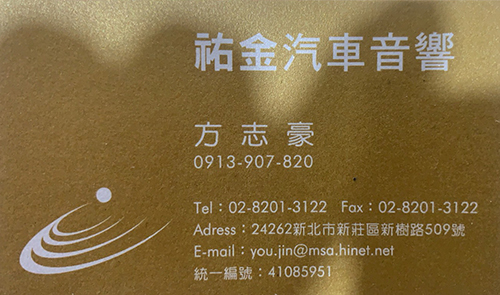 祐金汽車音響
方志豪
0913-907-820
Tel：02-8201-3122 Fax：02-8201-3122
Adress：24262新北市新莊區新樹路509號
E-mail：you.jin@msa.hinet.net
統一編號：41085951